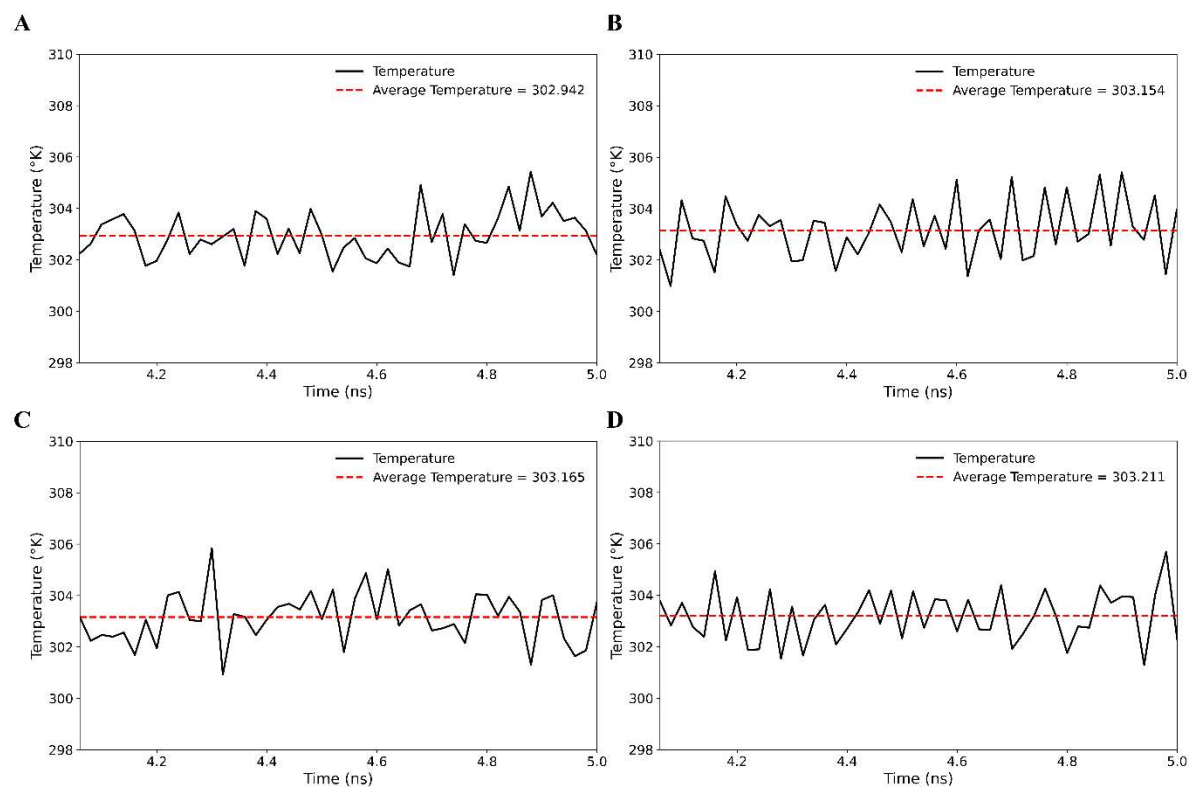 A
310
308
306
304
302
300
298
Temperature (°K)
Temperature
Average Temperature = 302.942
4.2
4.4
4.6
4.8
5.0
Time (ns)
B
310
308
306
304
302
300
298
Temperature (°K)
Temperature
Average Temperature = 303.154
4.2
4.4
4.6
4.8
5.0
Time (ns)
C
310
308
306
304
302
300
298
Temperature (°K)
Temperature
Average Temperature = 303.165
4.2
4.4
4.6
4.8
5.0
Time (ns)
D
310
308
306
304
302
300
298
Temperature (°K)
Temperature
Average Temperature = 303.211
4.2
4.4
4.6
4.8
5.0
Time (ns)